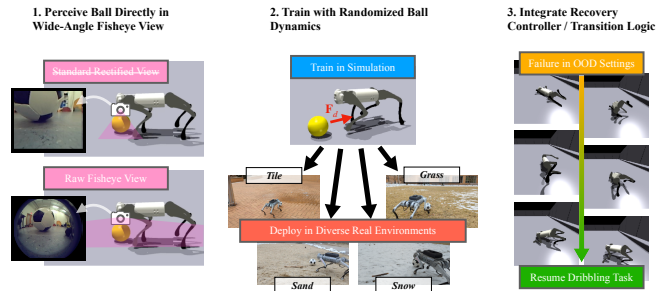 1. Perceive Ball Directly in
Wide-Angle Fisheye View
Standard Rectified View
Raw Fisheye View
2. Train with Randomized Ball
Dynamics
Train in Simulation
F_d
Tile
Grass
Deploy in Diverse Real Environments
Sand
Snow
3. Integrate Recovery
Controller / Transition Logic
Failure in OOD Settings
Resume Dribbling Task